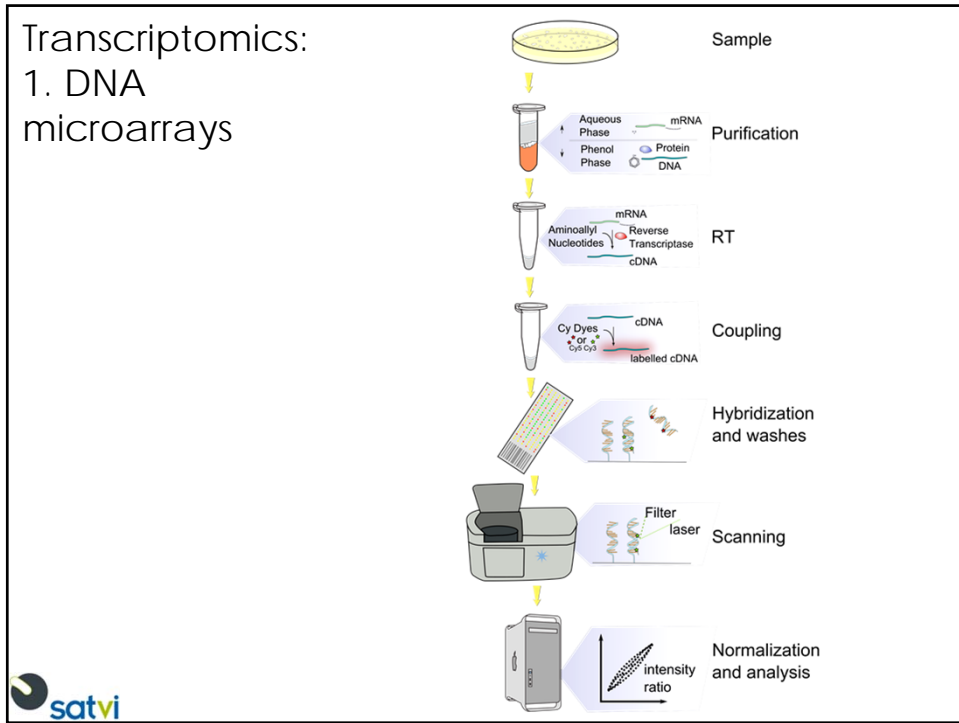 Transcriptomics:
1. DNA
microarrays
Sample
Aqueous
Phase
mRNA
Phenol
Phase
Protein
DNA
Purification
mRNA
Aminoallyl
Nucleotides
Reverse
Transcriptase
cDNA
RT
cDNA
Cy Dyes
or
Cy5 Cy3
labelled cDNA
Coupling
Hybridization
and washes
Filter
laser
Scanning
intensity
ratio
Normalization
and analysis
satvi